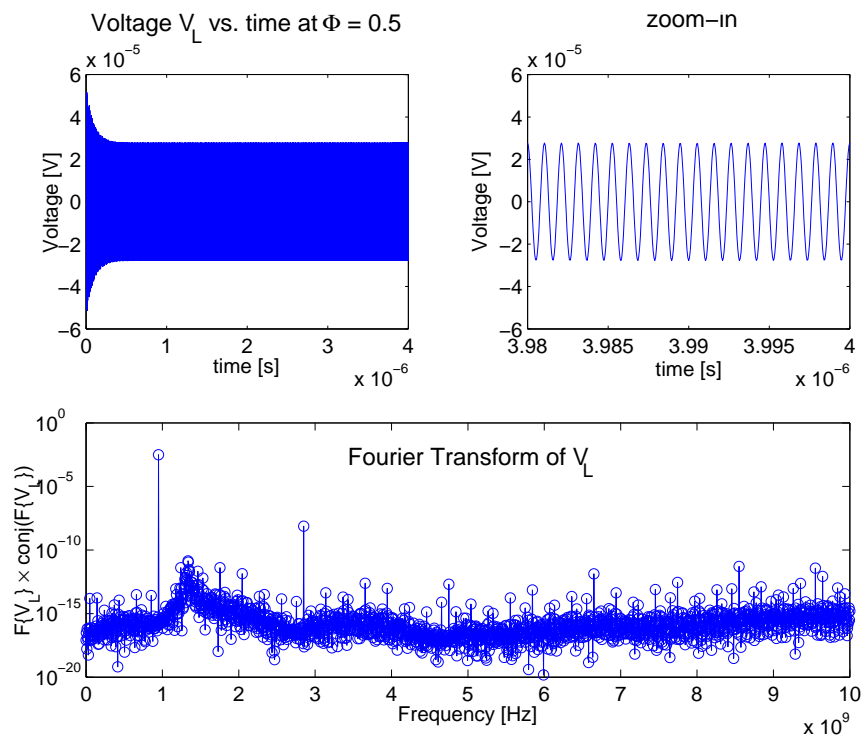 Voltage V_L vs. time at Φ = 0.5
zoom−in
x 10^−5
6
4
2
0
−2
−4
−6
Voltage [V]
0
1
2
3
4
time [s]
x 10^−6
x 10^−5
6
4
2
0
−2
−4
−6
Voltage [V]
3.98
3.985
3.99
3.995
4
time [s]
x 10^−6
Fourier Transform of V_L
10^0
10^−5
10^−10
10^−15
10^−20
F{V_L} × conj(F{V_L})
0
1
2
3
4
5
6
7
8
9
10
Frequency [Hz]
x 10^9